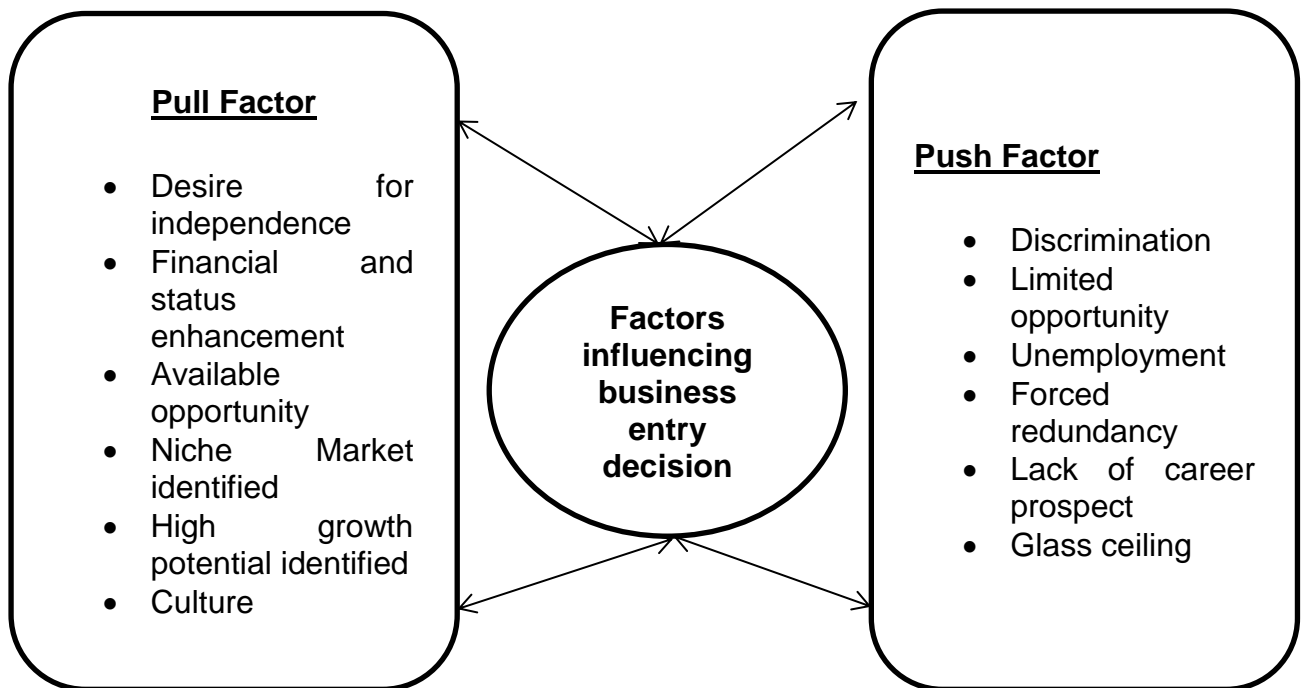 Pull Factor
• Desire for
independence
• Financial and
status
enhancement
• Available
opportunity
• Niche Market
identified
• High growth
potential identified
• Culture
Factors
influencing
business
entry
decision
Push Factor
• Discrimination
• Limited
opportunity
• Unemployment
• Forced
redundancy
• Lack of career
prospect
• Glass ceiling